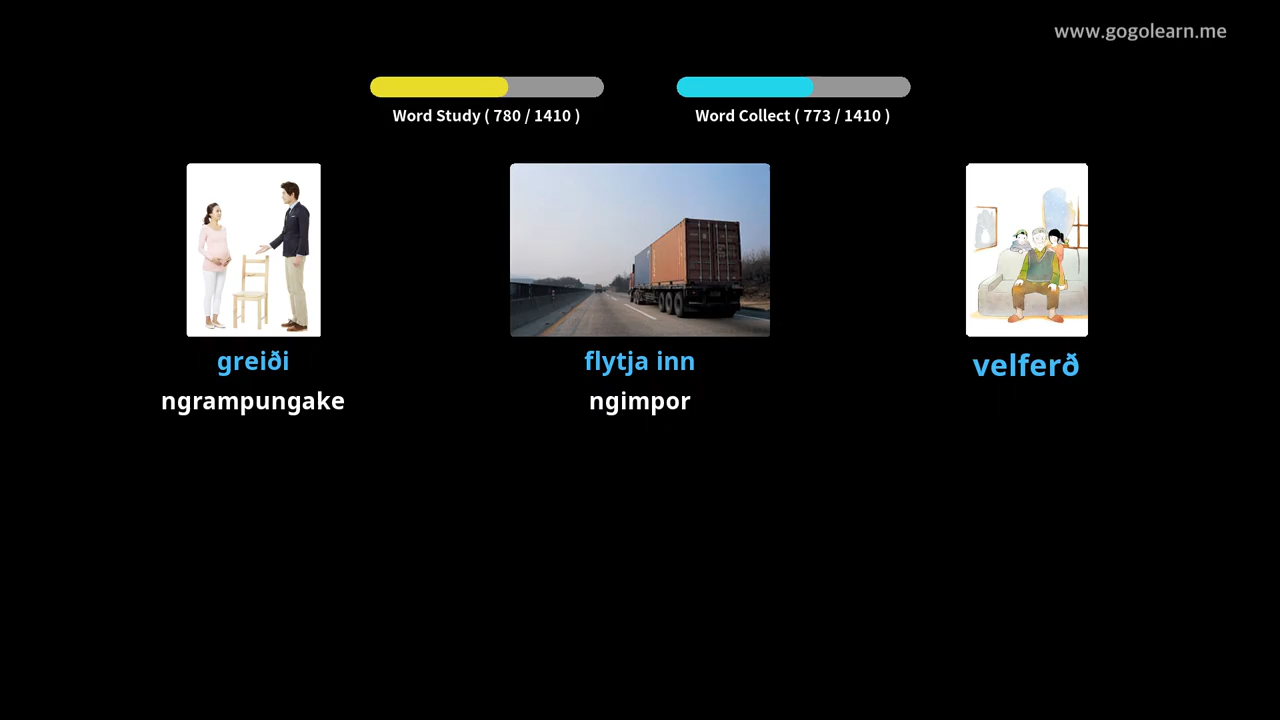 www.gogolearn.me
Word Study ( 780 / 1410 )
Word Collect ( 773 / 1410 )
greiði
flytja inn
velferð
ngrampungake
ngimpor